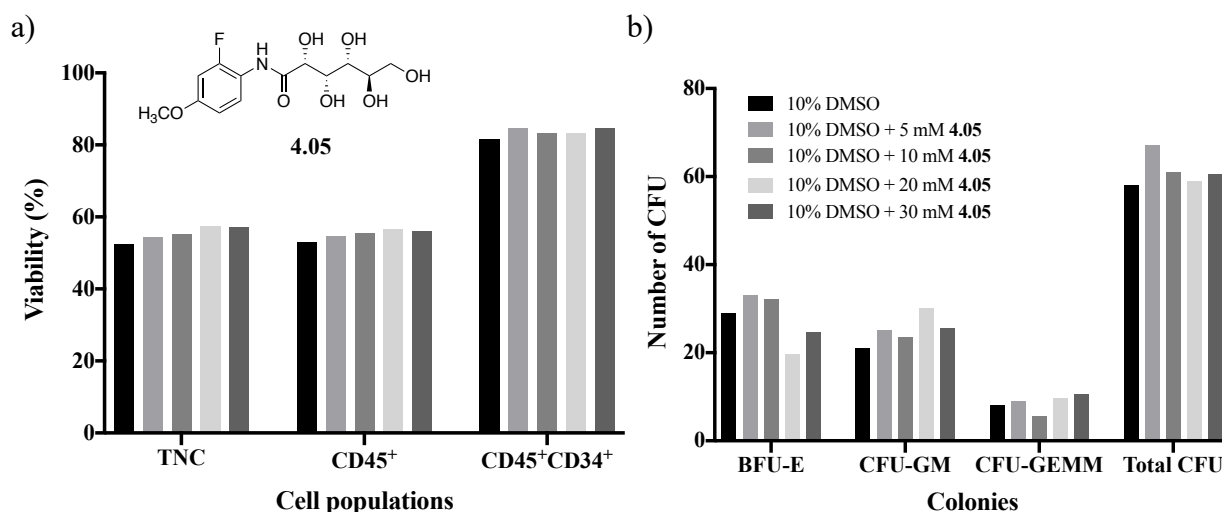 a)
Viability (%)
100
80
60
40
20
0
F
H
N
OH
OH
OH
H₃CO
O
OH
OH
4.05
TNC
CD45⁺
CD45⁺CD34⁺
Cell populations
b)
Number of CFU
80
60
40
20
0
10% DMSO
10% DMSO + 5 mM 4.05
10% DMSO + 10 mM 4.05
10% DMSO + 20 mM 4.05
10% DMSO + 30 mM 4.05
BFU-E
CFU-GM
CFU-GEMM
Total CFU
Colonies